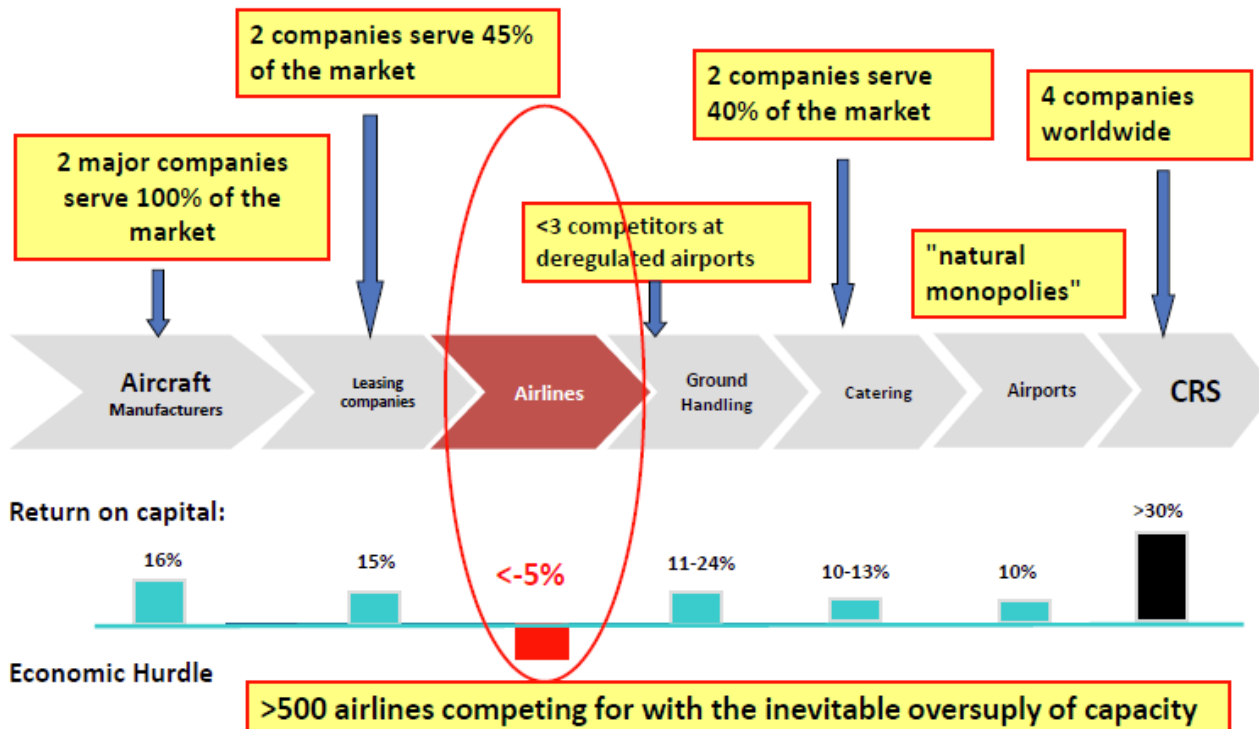 2 companies serve 45%
of the market
2 companies serve
40% of the market
4 companies
worldwide
2 major companies
serve 100% of the
market
<3 competitors at
deregulated airports
"natural
monopolies"
Aircraft
Manufacturers
Leasing
companies
Airlines
Ground
Handling
Catering
Airports
CRS
Return on capital:
16%
15%
<-5%
11-24%
10-13%
10%
>30%
Economic Hurdle
>500 airlines competing for with the inevitable oversupply of capacity